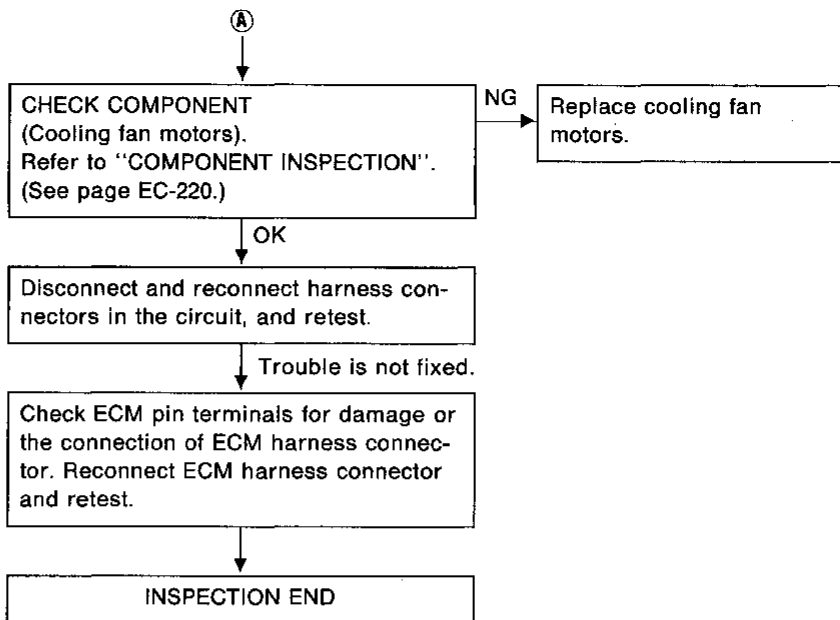 Ⓐ
CHECK COMPONENT
(Cooling fan motors).
Refer to "COMPONENT INSPECTION".
(See page EC-220.)
NG
Replace cooling fan
motors.
OK
Disconnect and reconnect harness con-
nectors in the circuit, and retest.
Trouble is not fixed.
Check ECM pin terminals for damage or
the connection of ECM harness connec-
tor. Reconnect ECM harness connector
and retest.
INSPECTION END